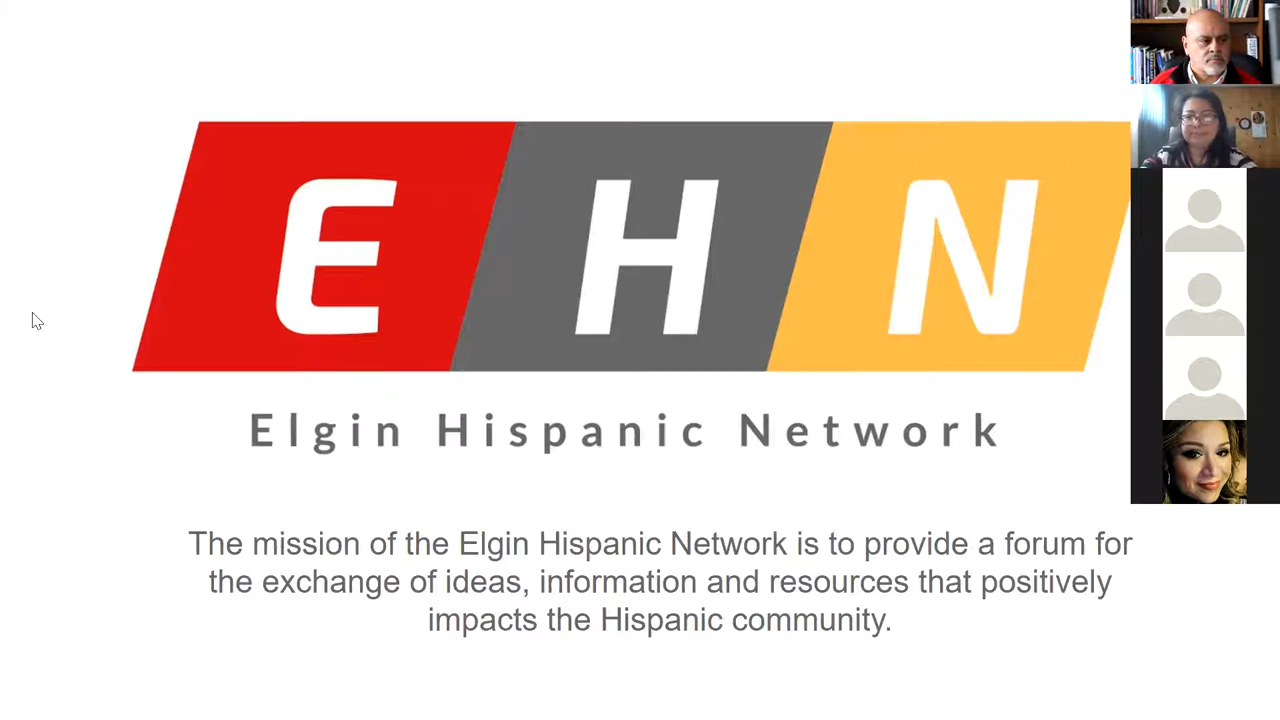 E H N
Elgin Hispanic Network
The mission of the Elgin Hispanic Network is to provide a forum for
the exchange of ideas, information and resources that positively
impacts the Hispanic community.